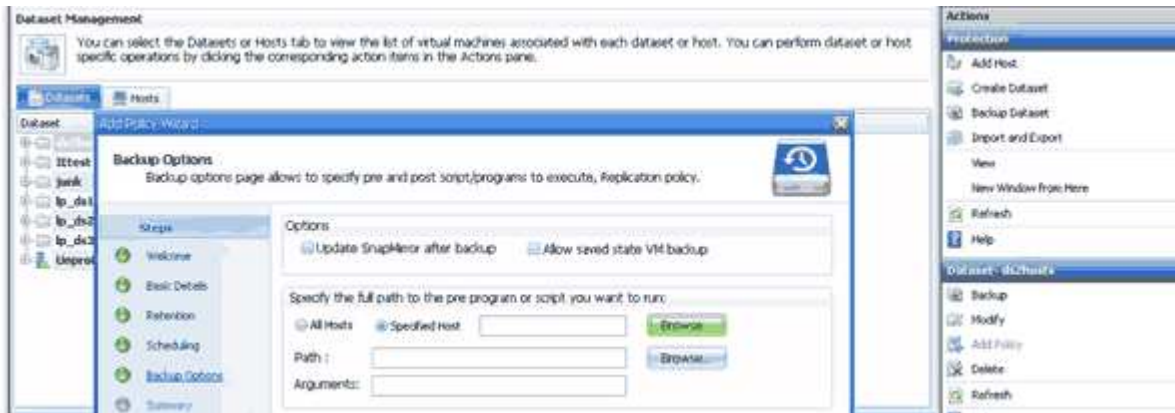 Dataset Management
You can select the Datasets or Hosts tab to view the list of virtual machines associated with each dataset or host. You can perform dataset or host
specific operations by clicking the corresponding action items in the Actions pane.
Datasets
Hosts
Dataset
IItest
junk
lp_ds1
lp_ds2
lp_ds3
Unprot
Add Policy Wizard
Backup Options
Backup options page allows to specify pre and post script/programs to execute, Replication policy.
Steps
Welcome
Basic Details
Retention
Scheduling
Backup Options
Summary
Options
Update SnapMirror after backup
Allow saved state VM backup
Specify the full path to the pre program or script you want to run:
All Hosts
Specified Host
Browse...
Path :
Browse...
Arguments:
Actions
Protection
Add Host
Create Dataset
Backup Dataset
Import and Export
View
New Window from Here
Refresh
Help
Dataset- ds2hosts
Backup
Modify
Add Policy
Delete
Refresh